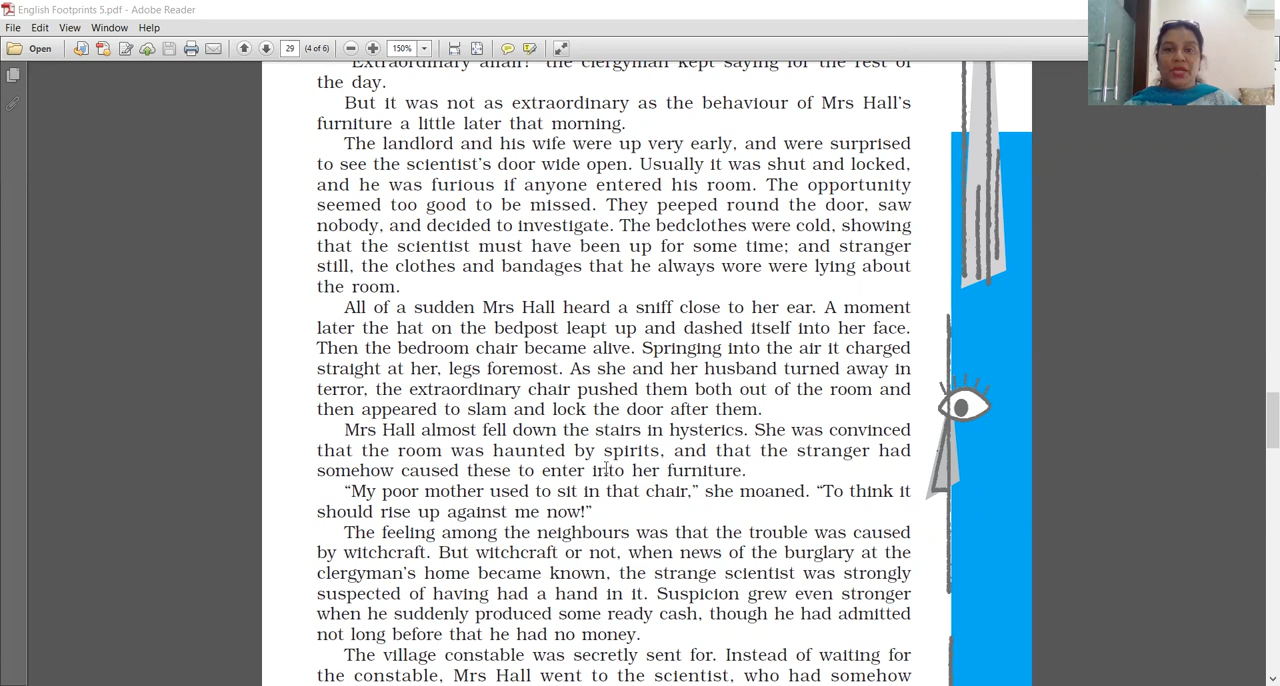 English Footprints 5.pdf - Adobe Reader
File Edit View Window Help
Open 29 (4 of 6) 150%
"Extraordinary affair!" the clergyman kept saying for the rest of
the day.
But it was not as extraordinary as the behaviour of Mrs Hall's
furniture a little later that morning.
The landlord and his wife were up very early, and were surprised
to see the scientist's door wide open. Usually it was shut and locked,
and he was furious if anyone entered his room. The opportunity
seemed too good to be missed. They peeped round the door, saw
nobody, and decided to investigate. The bedclothes were cold, showing
that the scientist must have been up for some time; and stranger
still, the clothes and bandages that he always wore were lying about
the room.
All of a sudden Mrs Hall heard a sniff close to her ear. A moment
later the hat on the bedpost leapt up and dashed itself into her face.
Then the bedroom chair became alive. Springing into the air it charged
straight at her, legs foremost. As she and her husband turned away in
terror, the extraordinary chair pushed them both out of the room and
then appeared to slam and lock the door after them.
Mrs Hall almost fell down the stairs in hysterics. She was convinced
that the room was haunted by spirits, and that the stranger had
somehow caused these to enter into her furniture.
"My poor mother used to sit in that chair," she moaned. "To think it
should rise up against me now!"
The feeling among the neighbours was that the trouble was caused
by witchcraft. But witchcraft or not, when news of the burglary at the
clergyman's home became known, the strange scientist was strongly
suspected of having had a hand in it. Suspicion grew even stronger
when he suddenly produced some ready cash, though he had admitted
not long before that he had no money.
The village constable was secretly sent for. Instead of waiting for
the constable, Mrs Hall went to the scientist, who had somehow